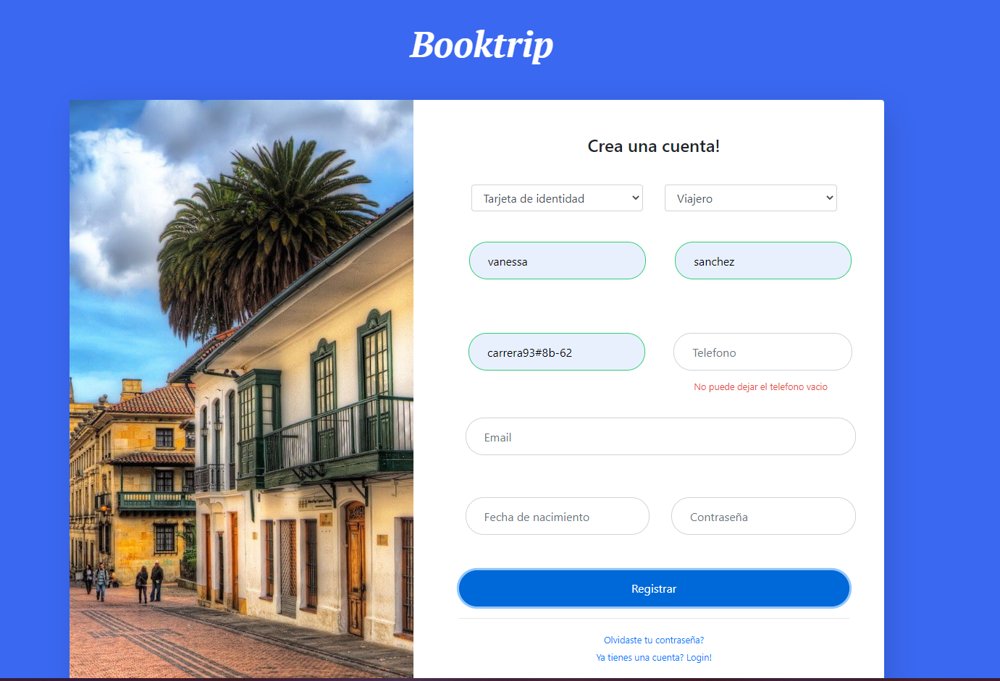 Booktrip
Crea una cuenta!
Tarjeta de identidad
Viajero
vanessa
sanchez
carrera93#8b-62
Telefono
No puede dejar el telefono vacio
Email
Fecha de nacimiento
Contraseña
Registrar
Olvidaste tu contraseña?
Ya tienes una cuenta? Login!